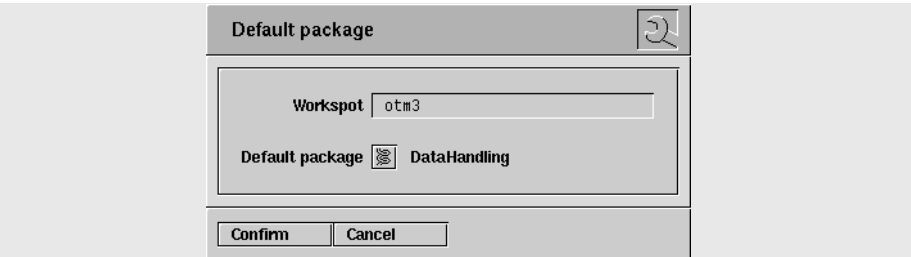 Default package
Workspot otm3
Default package DataHandling
Confirm Cancel